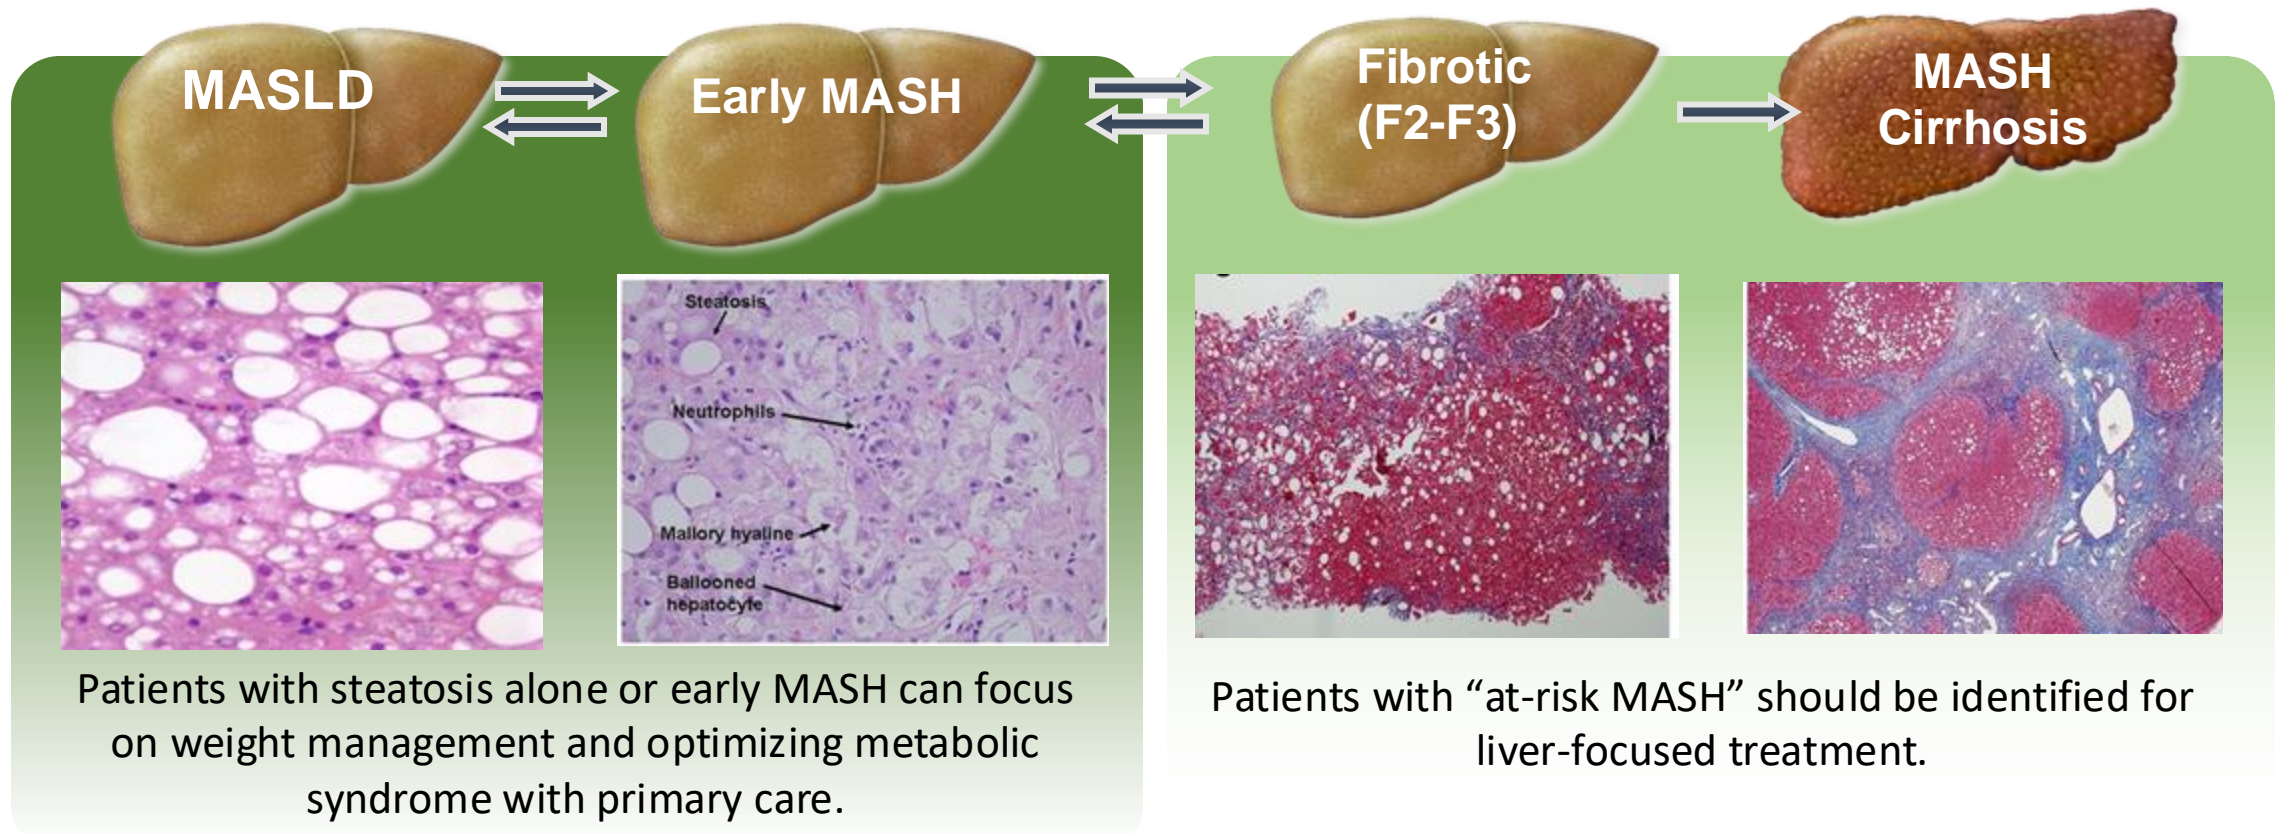 MASLD
Early MASH
Fibrotic
(F2-F3)
MASH
Cirrhosis
Steatosis
Neutrophils
Mallory hyaline
Ballooned
hepatocyte
Patients with steatosis alone or early MASH can focus
on weight management and optimizing metabolic
syndrome with primary care.
Patients with “at-risk MASH” should be identified for
liver-focused treatment.